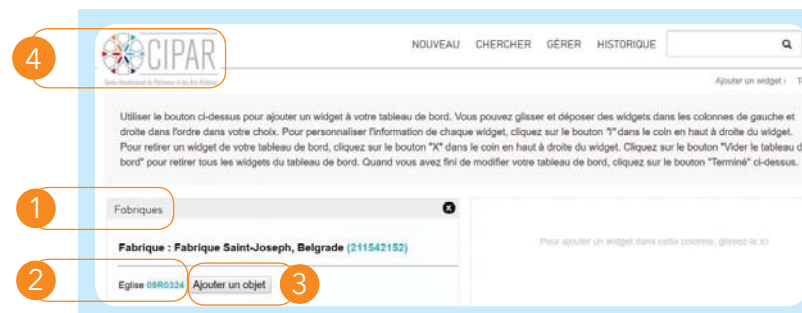 4
CIPAR
NOUVEAU CHERCHER GÉRER HISTORIQUE
Ajouter un widget ›
Utiliser le bouton ci-dessus pour ajouter un widget à votre tableau de bord. Vous pouvez glisser et déposer des widgets dans les colonnes de gauche et
droite dans l'ordre dans votre choix. Pour personnaliser l'information de chaque widget, cliquez sur le bouton "i" dans le coin en haut à droite du widget.
Pour retirer un widget de votre tableau de bord, cliquez sur le bouton "X" dans le coin en haut à droite du widget. Cliquez sur le bouton "Vider le tableau d
bord" pour retirer tous les widgets du tableau de bord. Quand vous avez fini de modifier votre tableau de bord, cliquez sur le bouton "Terminé" ci-dessus.
1
Fabriques
Fabrique : Fabrique Saint-Joseph, Belgrade (211542152)
Pour ajouter un widget dans cette colonne, glissez-le ici
2
Eglise 09R0324 Ajouter un objet
3